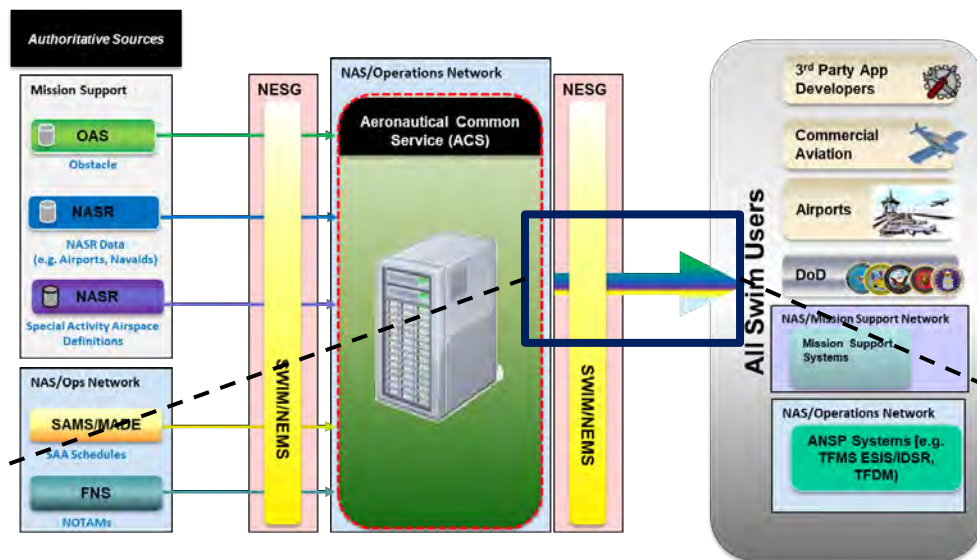 Authoritative Sources
Mission Support
OAS
Obstacle
NASR
NASR Data
(e.g. Airports, Navaids)
NASR
Special Activity Airspace
Definitions
NAS/Ops Network
SAMS/MADE
SAA Schedules
FNS
NOTAMs
NESG
SWIM/NEMS
NAS/Operations Network
Aeronautical Common
Service (ACS)
NESG
SWIM/NEMS
All Swim Users
3rd Party App
Developers
Commercial
Aviation
Airports
DoD
NAS/Mission Support Network
Mission Support
Systems
NAS/Operations Network
ANSP Systems [e.g.
TFMS ESIS/IDSR,
TFDM)